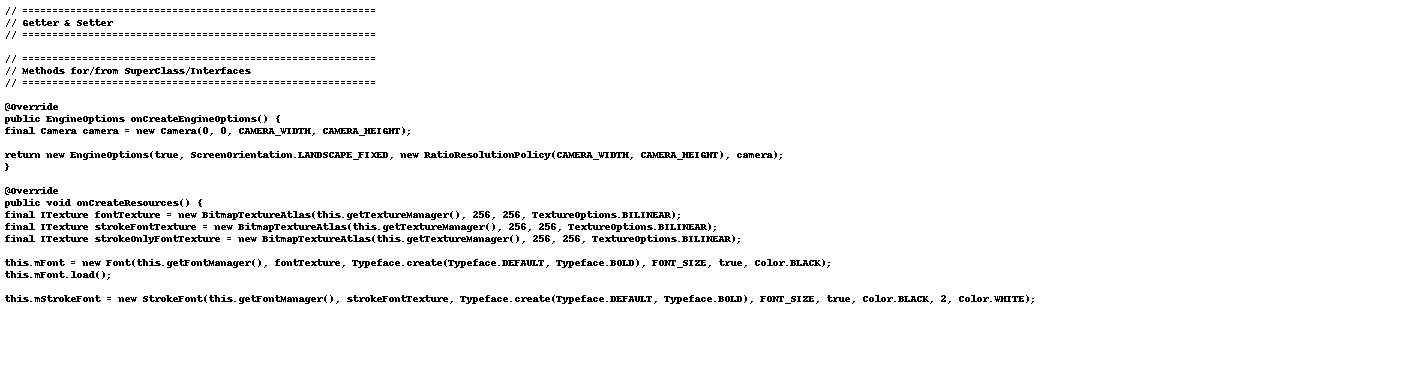 // ===========================================================
// Getter & Setter
// ===========================================================

// ===========================================================
// Methods for/from SuperClass/Interfaces
// ===========================================================

@Override
public EngineOptions onCreateEngineOptions() {
final Camera camera = new Camera(0, 0, CAMERA_WIDTH, CAMERA_HEIGHT);

return new EngineOptions(true, ScreenOrientation.LANDSCAPE_FIXED, new RatioResolutionPolicy(CAMERA_WIDTH, CAMERA_HEIGHT), camera);
}

@Override
public void onCreateResources() {
final ITexture fontTexture = new BitmapTextureAtlas(this.getTextureManager(), 256, 256, TextureOptions.BILINEAR);
final ITexture strokeFontTexture = new BitmapTextureAtlas(this.getTextureManager(), 256, 256, TextureOptions.BILINEAR);
final ITexture strokeOnlyFontTexture = new BitmapTextureAtlas(this.getTextureManager(), 256, 256, TextureOptions.BILINEAR);

this.mFont = new Font(this.getFontManager(), fontTexture, Typeface.create(Typeface.DEFAULT, Typeface.BOLD), FONT_SIZE, true, Color.BLACK);
this.mFont.load();

this.mStrokeFont = new StrokeFont(this.getFontManager(), strokeFontTexture, Typeface.create(Typeface.DEFAULT, Typeface.BOLD), FONT_SIZE, true, Color.BLACK, 2, Color.WHITE);